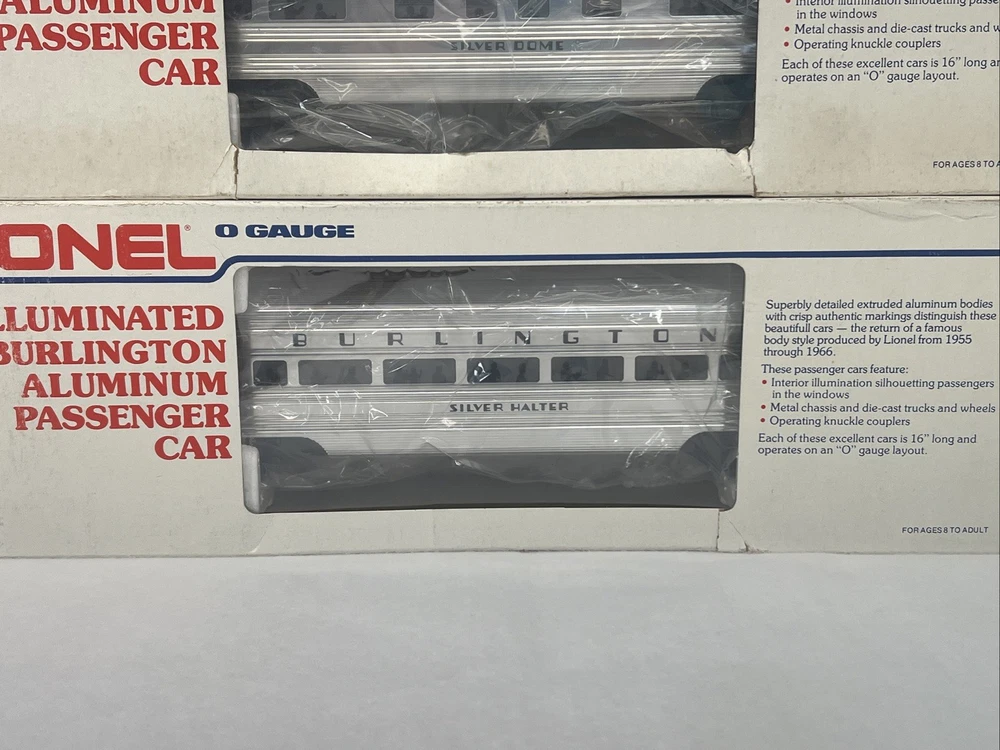 ALUMINUM
PASSENGER
CAR
SILVER DOME
in the windows
• Metal chassis and die-cast trucks and w
• Operating knuckle couplers
Each of these excellent cars is 16” long an
operates on an “O” gauge layout.
FOR AGES 8 TO A
ONEL® O GAUGE
LLUMINATED
BURLINGTON
ALUMINUM
PASSENGER
CAR
BURLINGTON
SILVER HALTER
Superbly detailed extruded aluminum bodies
with crisp authentic markings distinguish these
beautifull cars — the return of a famous
body style produced by Lionel from 1955
through 1966.
These passenger cars feature:
• Interior illumination silhouetting passengers
in the windows
• Metal chassis and die-cast trucks and wheels
• Operating knuckle couplers
Each of these excellent cars is 16” long and
operates on an “O” gauge layout.
FOR AGES 8 TO ADULT